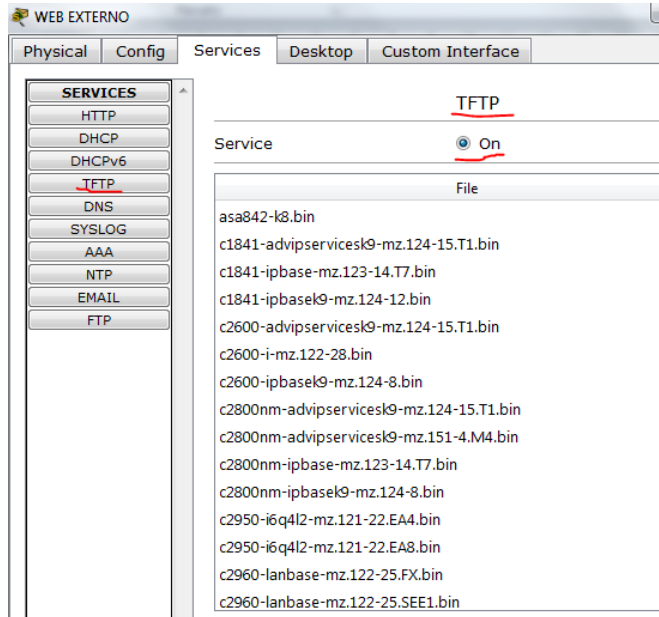 WEB EXTERNO
Physical Config Services Desktop Custom Interface
SERVICES
HTTP
DHCP
DHCPv6
TFTP
DNS
SYSLOG
AAA
NTP
EMAIL
FTP
TFTP
Service On
File
asa842-k8.bin
c1841-advipservicesk9-mz.124-15.T1.bin
c1841-ipbase-mz.123-14.T7.bin
c1841-ipbasek9-mz.124-12.bin
c2600-advipservicesk9-mz.124-15.T1.bin
c2600-i-mz.122-28.bin
c2600-ipbasek9-mz.124-8.bin
c2800nm-advipservicesk9-mz.124-15.T1.bin
c2800nm-advipservicesk9-mz.151-4.M4.bin
c2800nm-ipbase-mz.123-14.T7.bin
c2800nm-ipbasek9-mz.124-8.bin
c2950-i6q4l2-mz.121-22.EA4.bin
c2950-i6q4l2-mz.121-22.EA8.bin
c2960-lanbase-mz.122-25.FX.bin
c2960-lanbase-mz.122-25.SEE1.bin